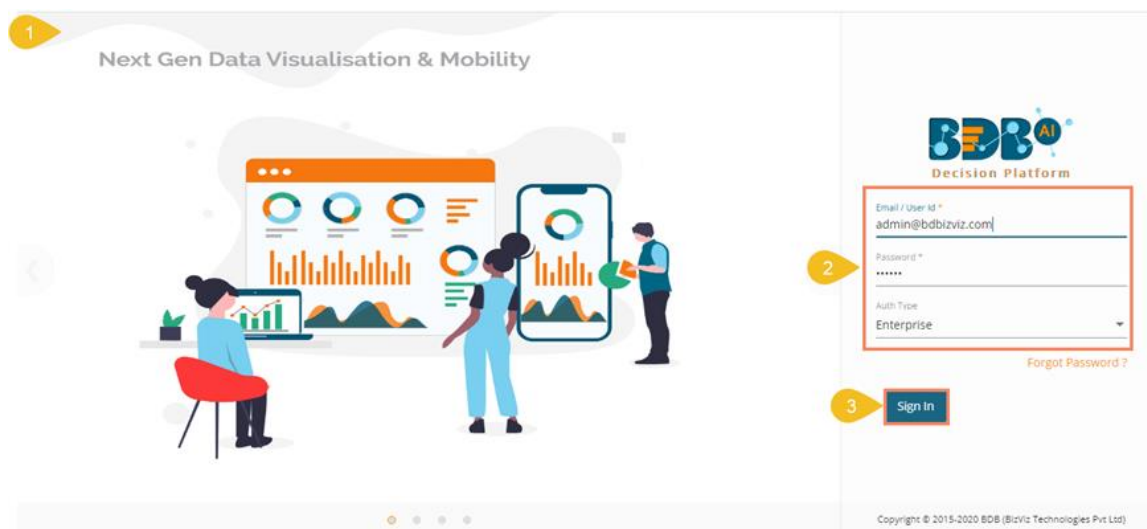 1
Next Gen Data Visualisation & Mobility
BDB AI
Decision Platform
Email / User Id *
admin@bdbizviz.com
2
Password *
••••••
Auth Type
Enterprise
Forgot Password ?
3
Sign In
Copyright © 2015-2020 BDB (BizViz Technologies Pvt Ltd)